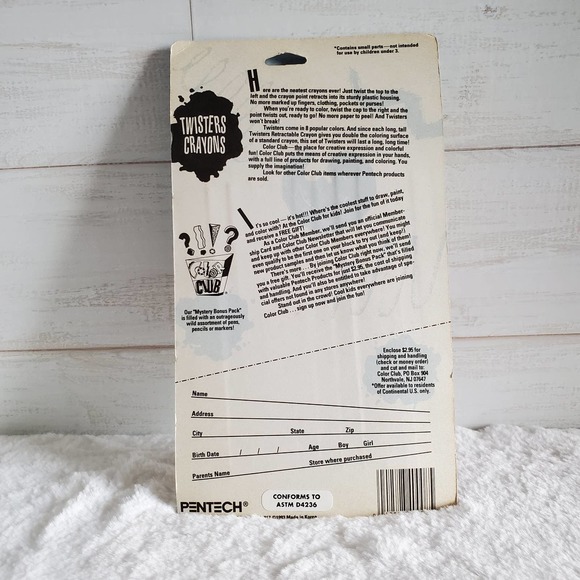 *Contains small parts—not intended
for use by children under 3.
Here are the neatest crayons ever! Just twist the top to the
left and the crayon point retracts into its sturdy plastic housing.
No more marked up fingers, clothing, pockets or purses!
When you're ready to color, twist the cap to the right and the
point twists out, ready to go! No more paper to peel! And Twisters
won't break!
Twisters come in 8 popular colors. And since each long, tall
Twisters Retractable Crayon gives you double the coloring surface
of a standard crayon, this set of Twisters will last a long, long time!
Color Club—the place for creative expression and colorful
fun! Color Club puts the means of creative expression in your hands,
with a full line of products for drawing, painting, and coloring. You
supply the imagination!
Look for other Color Club items wherever Pentech products
are sold.
TWISTERS
CRAYONS
It's so cool – it's hot!!! Where's the coolest stuff to draw, paint,
and color with? At the Color Club for kids! Join for the fun of it today
and receive a FREE GIFT!
As a Color Club Member, we'll send you an official Member-
ship Card and Color Club Newsletter that will let you communicate
and keep up with other Color Club Members everywhere! You might
even qualify to be the first one on your block to try out (and keep!)
new product samples and then let us know what you think of them!
There's more... By joining Color Club right now, we'll send
you a free gift. You'll receive the "Mystery Bonus Pack" that's filled
with valuable Pentech Products for just $2.95, the cost of shipping
and handling. And you'll also be entitled to take advantage of spe-
cial offers not found in any stores anywhere!
Stand out in the crowd! Cool kids everywhere are joining
Color Club . . . sign up now and join the fun!
? ! ! ?
Color
CLUB
Our "Mystery Bonus Pack"
is filled with an outrageously
wild assortment of pens,
pencils or markers!
Enclose $2.95 for
shipping and handling
(check or money order)
and cut and mail to:
Color Club, PO Box 904
Northvale, NJ 07647
*Offer available to residents
of Continental U.S. only.
Name
Address
City State Zip
Birth Date / / / Age Boy Girl
Parents Name Store where purchased
PENTECH®
CONFORMS TO
ASTM D4236
Made in Korea